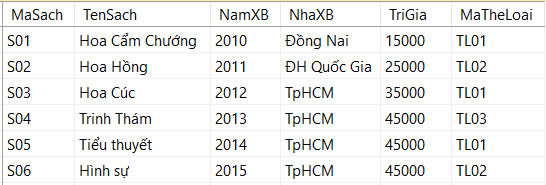 MaSach TenSach NamXB NhaXB TriGia MaTheLoai
S01 Hoa Cẩm Chướng 2010 Đồng Nai 15000 TL01
S02 Hoa Hồng 2011 ĐH Quốc Gia 25000 TL02
S03 Hoa Cúc 2012 TpHCM 35000 TL01
S04 Trinh Thám 2013 TpHCM 45000 TL03
S05 Tiểu thuyết 2014 TpHCM 45000 TL01
S06 Hình sự 2015 TpHCM 45000 TL02